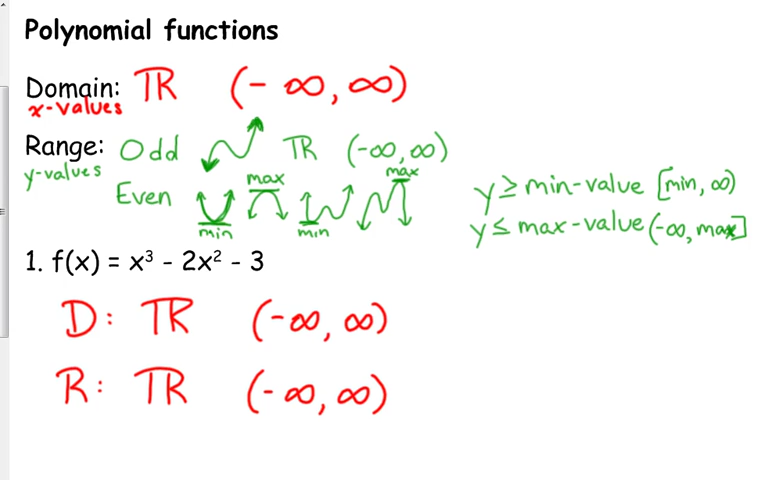 Polynomial functions
Domain: ℝ (-∞, ∞)
x-values
Range: Odd ℝ (-∞, ∞)
y-values
Even min max min max
y ≥ min-value [min, ∞)
y ≤ max-value (-∞, max]
1. f(x) = x³ - 2x² - 3
D: ℝ (-∞, ∞)
R: ℝ (-∞, ∞)